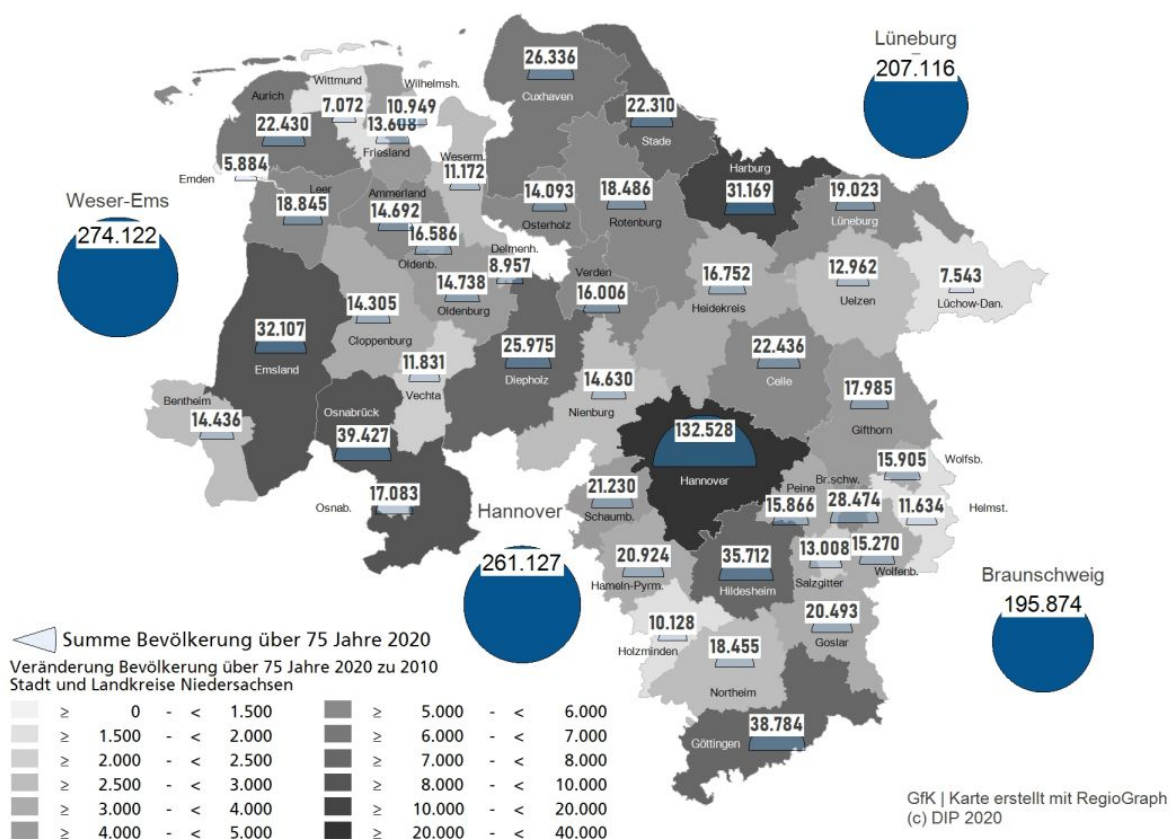 Lüneburg
207.116
Weser-Ems
274.122
Hannover
261.127
Braunschweig
195.874
26.336
Cuxhaven
Wittmund
7.072
Wilhelmsh.
10.949
Aurich
22.430
13.608
Friesland
Weserm.
11.172
22.310
Stade
5.884
Emden
Leer
18.845
Ammerland
14.692
16.586
Oldenb.
14.093
Osterholz
18.486
Rotenburg
Harburg
31.169
19.023
Lüneburg
Delmenh.
8.957
14.738
Oldenburg
Verden
16.006
16.752
Heidekreis
12.962
Uelzen
7.543
Lüchow-Dan.
14.305
Cloppenburg
32.107
Emsland
11.831
Vechta
25.975
Diepholz
14.630
Nienburg
22.436
Celle
17.985
Gifthorn
Bentheim
14.436
Osnabrück
39.427
17.083
Osnab.
132.528
Hannover
15.905
Wolfsb.
21.230
Schaumb.
Peine
15.866
Br.schw.
28.474
11.634
Helmst.
20.924
Hameln-Pyrm.
35.712
Hildesheim
13.008
Salzgitter
15.270
Wolfenb.
10.128
Holzminden
18.455
Northeim
20.493
Goslar
38.784
Göttingen
Summe Bevölkerung über 75 Jahre 2020
Veränderung Bevölkerung über 75 Jahre 2020 zu 2010
Stadt und Landkreise Niedersachsen
≥ 0 - < 1.500
≥ 1.500 - < 2.000
≥ 2.000 - < 2.500
≥ 2.500 - < 3.000
≥ 3.000 - < 4.000
≥ 4.000 - < 5.000
≥ 5.000 - < 6.000
≥ 6.000 - < 7.000
≥ 7.000 - < 8.000
≥ 8.000 - < 10.000
≥ 10.000 - < 20.000
≥ 20.000 - < 40.000
GfK | Karte erstellt mit RegioGraph
(c) DIP 2020